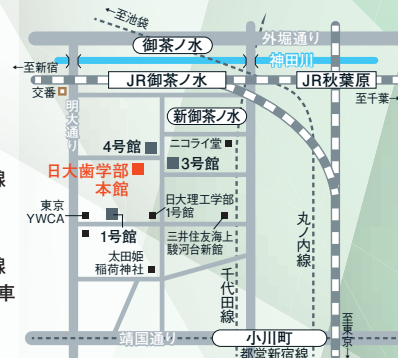 ←至池袋
御茶ノ水
外堀通り
神田川
←至新宿
JR御茶ノ水
JR秋葉原
交番
至千葉→
明大通り
新御茶ノ水
4号館
ニコライ堂
3号館
日大歯学部
本館
線
東京
YWCA
日大理工学部
1号館
1号館
三井住友海上
駿河台新館
丸ノ内線
太田姫
稲荷神社
千代田線
線
車
靖国通り
小川町
都営新宿線
至東京→